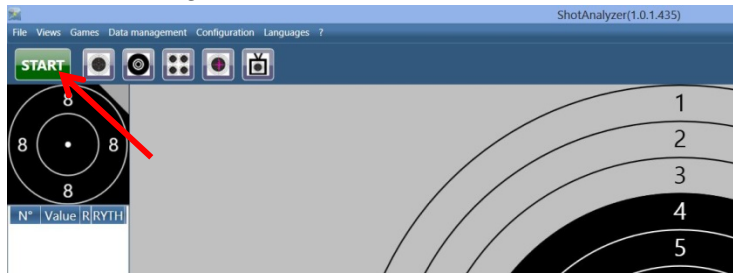 ShotAnalyzer(1.0.1.435)
File Views Games Data management Configuration Languages ?
START
8
8 8
8
N° Value R RYTH
1
2
3
4
5